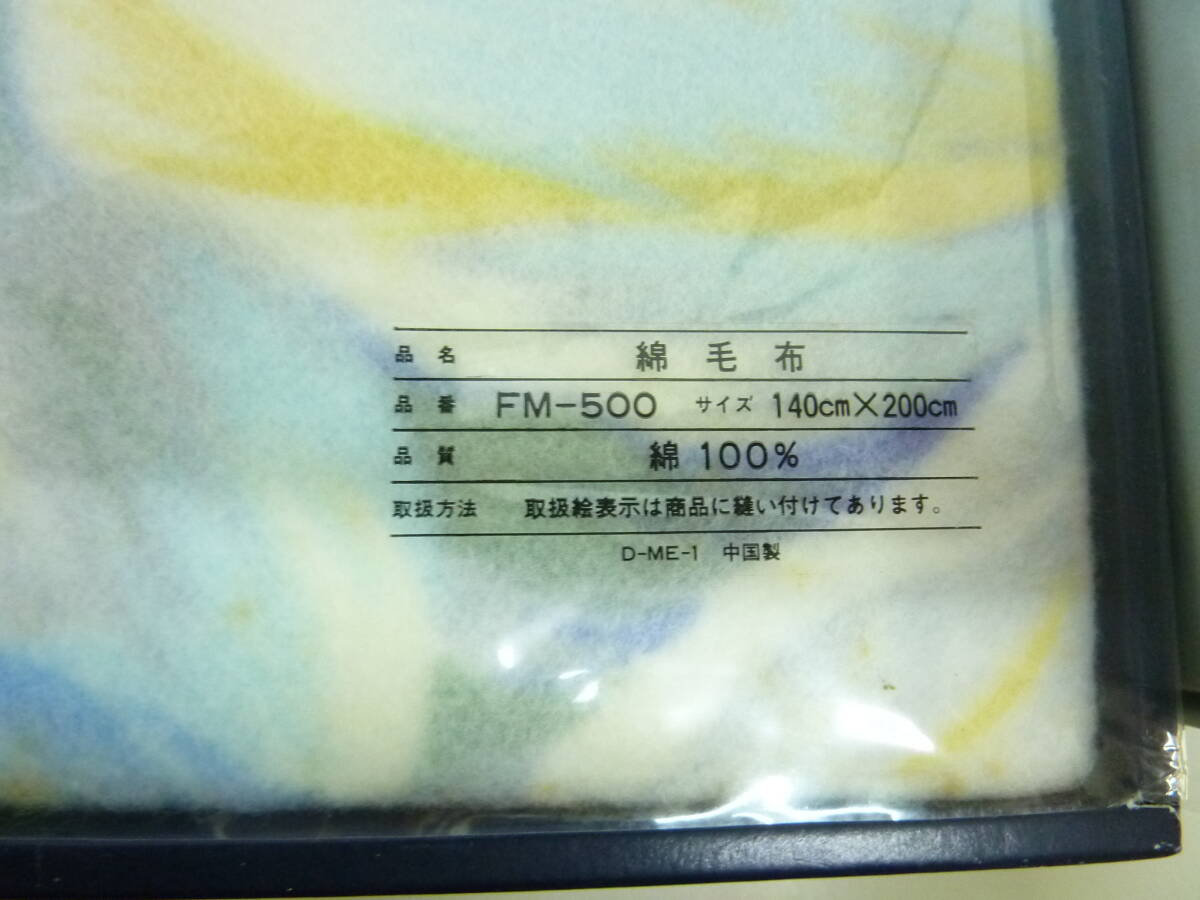 品名 綿毛布
品番 FM-500 サイズ 140cm×200cm
品質 綿 100%
取扱方法 取扱絵表示は商品に縫い付けてあります。
D-ME-1 中国製